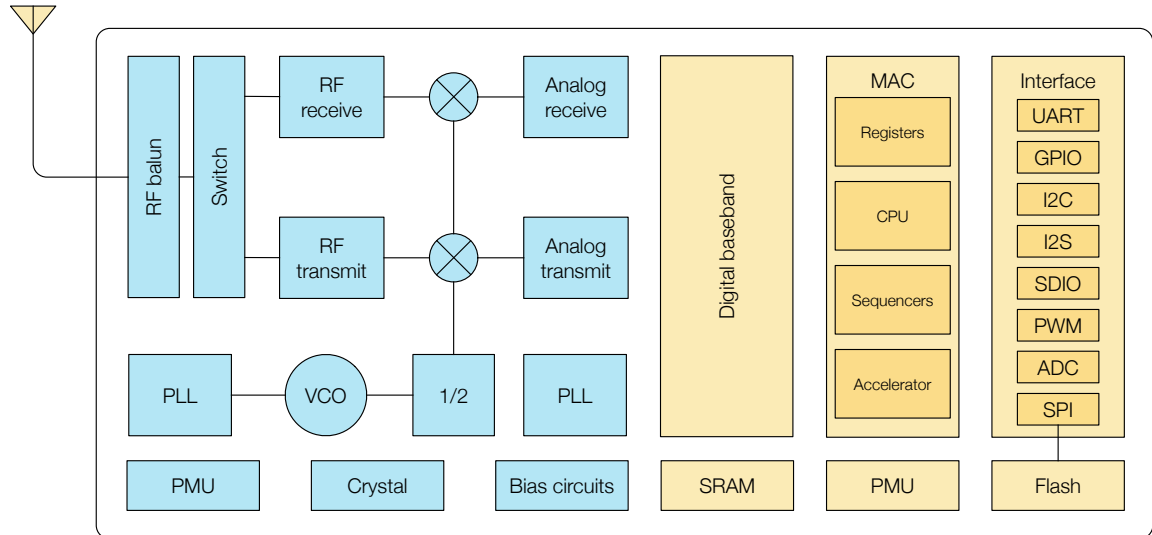 RF balun
Switch
RF
receive
Analog
receive
RF
transmit
Analog
transmit
PLL
VCO
1/2
PLL
PMU
Crystal
Bias circuits
Digital baseband
SRAM
MAC
Registers
CPU
Sequencers
Accelerator
PMU
Interface
UART
GPIO
I2C
I2S
SDIO
PWM
ADC
SPI
Flash